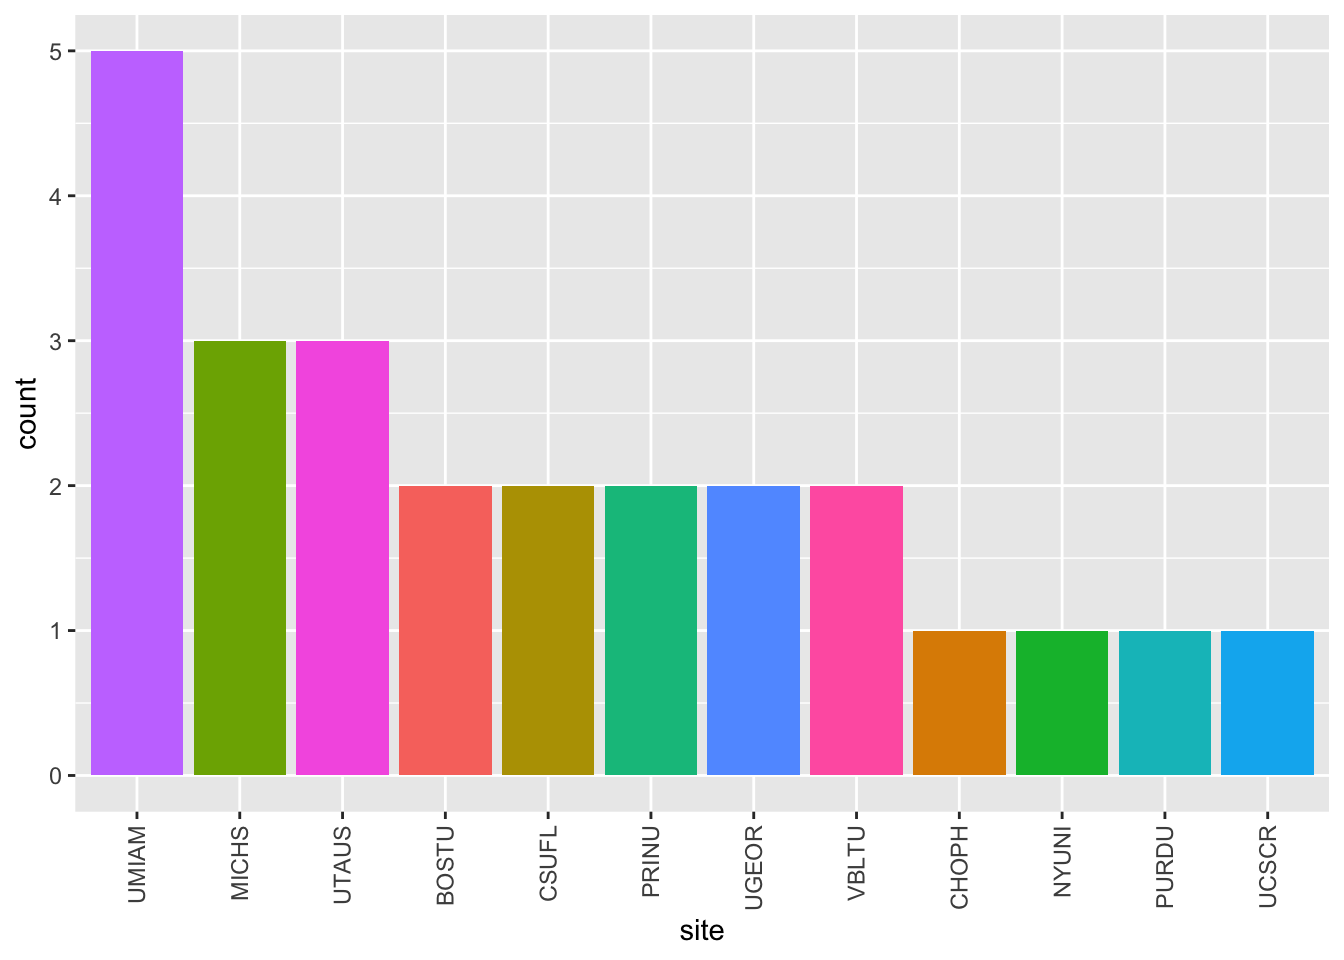 5
4
3
2
1
0
count
UMIAM
MICHS
UTAUS
BOSTU
CSUFL
PRINU
UGEOR
VBLTU
CHOPH
NYUNI
PURDU
UCSCR
site